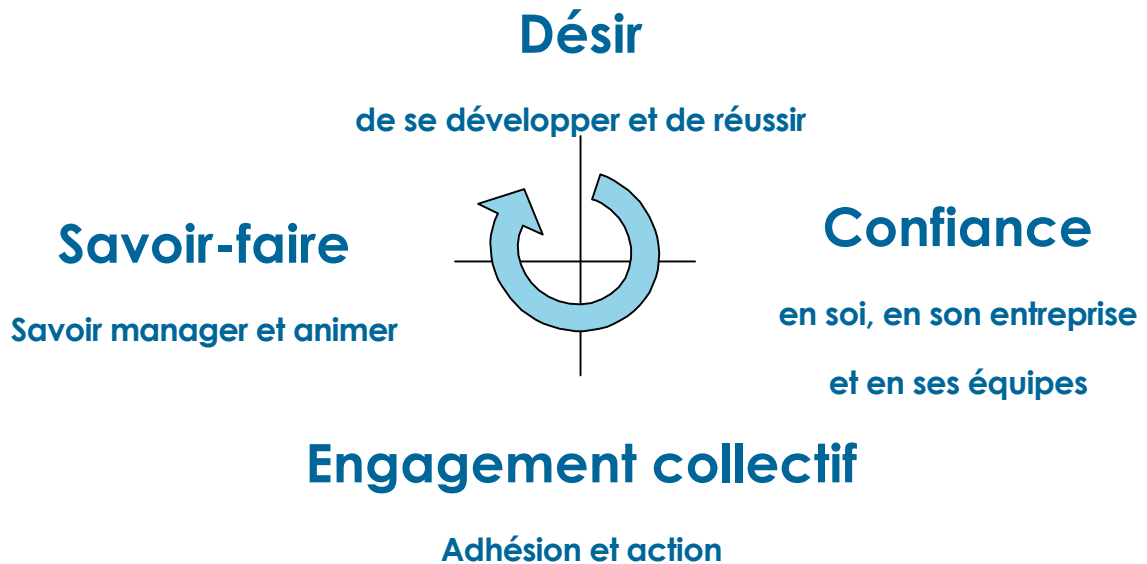 Désir
de se développer et de réussir
Savoir-faire
Savoir manager et animer
Confiance
en soi, en son entreprise
et en ses équipes
Engagement collectif
Adhésion et action